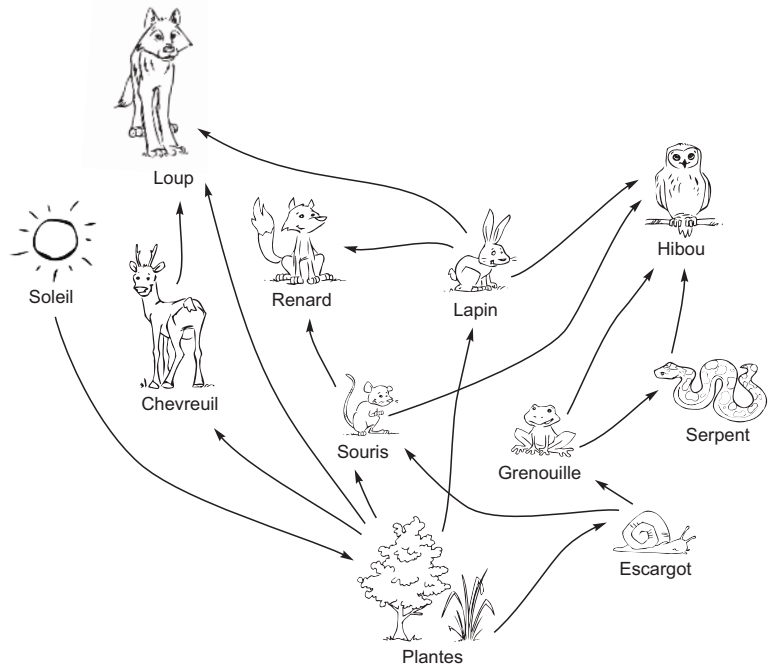 Loup
Hibou
Soleil
Renard
Lapin
Chevreuil
Serpent
Souris
Grenouille
Escargot
Plantes